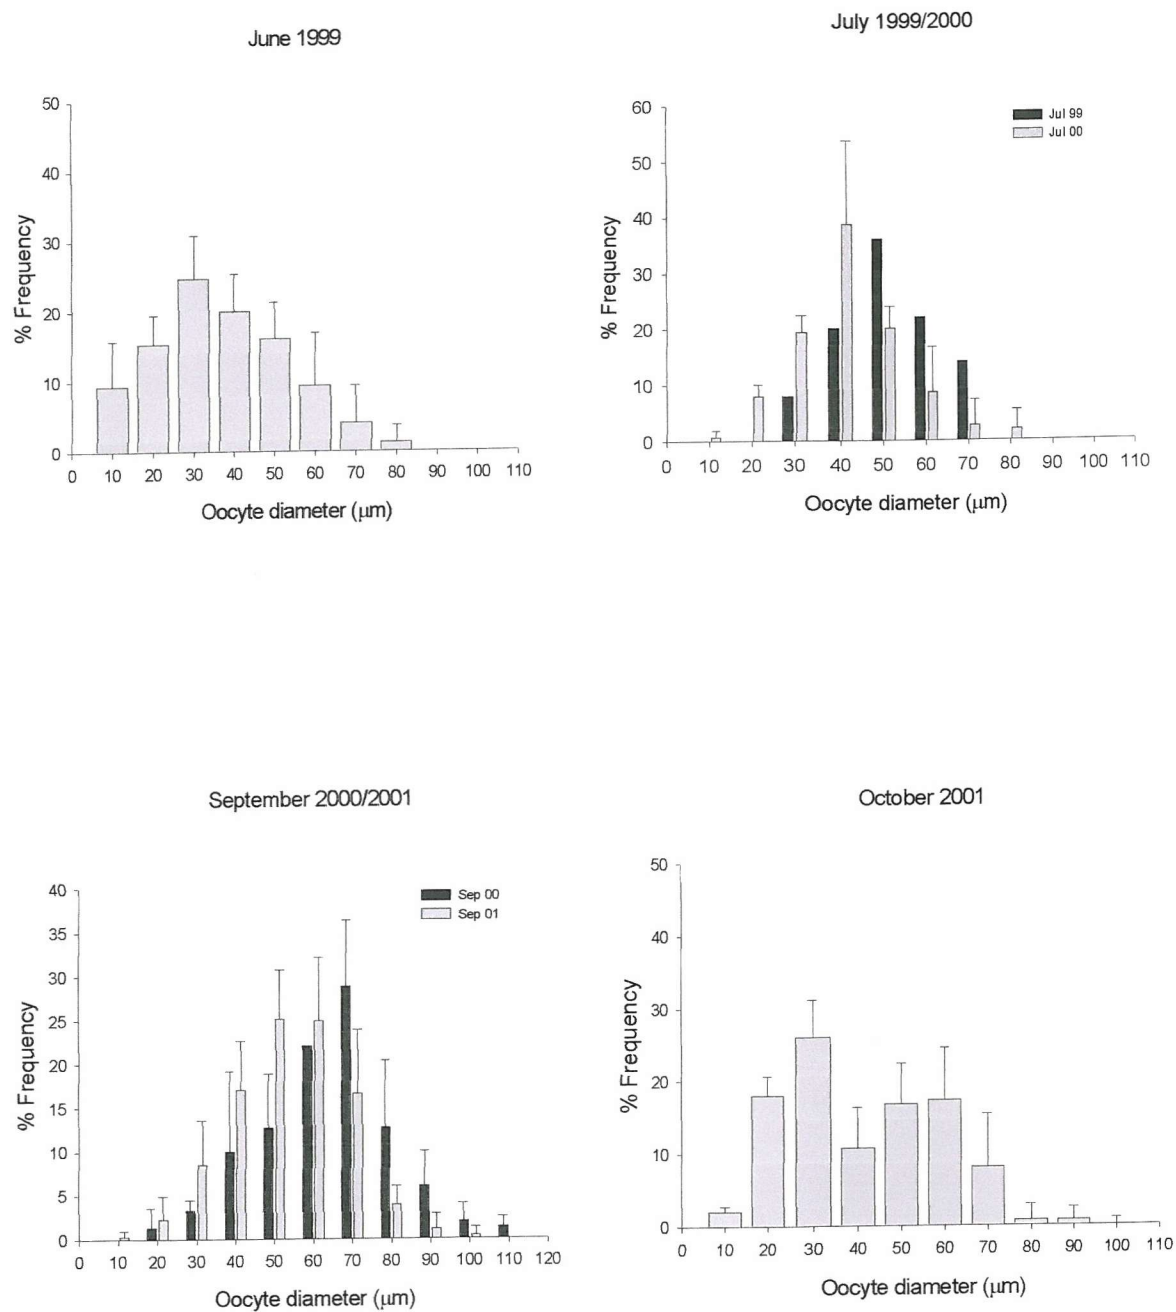 June 1999
50
40
30
20
10
0
% Frequency
0 10 20 30 40 50 60 70 80 90 100 110
Oocyte diameter (μm)
July 1999/2000
Jul 99
Jul 00
60
50
40
30
20
10
0
% Frequency
0 10 20 30 40 50 60 70 80 90 100 110
Oocyte diameter (μm)
September 2000/2001
Sep 00
Sep 01
40
35
30
25
20
15
10
5
0
% Frequency
0 10 20 30 40 50 60 70 80 90 100 110 120
Oocyte diameter (μm)
October 2001
50
40
30
20
10
0
% Frequency
0 10 20 30 40 50 60 70 80 90 100 110
Oocyte diameter (μm)